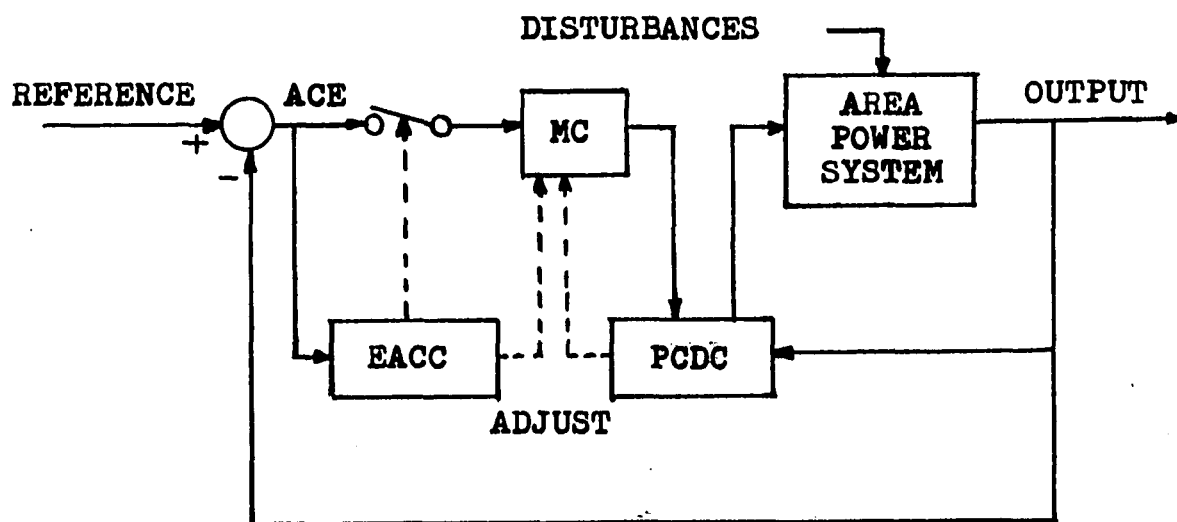 DISTURBANCES
REFERENCE
ACE
MC
AREA
POWER
SYSTEM
OUTPUT
+
-
EACC
PCDC
ADJUST